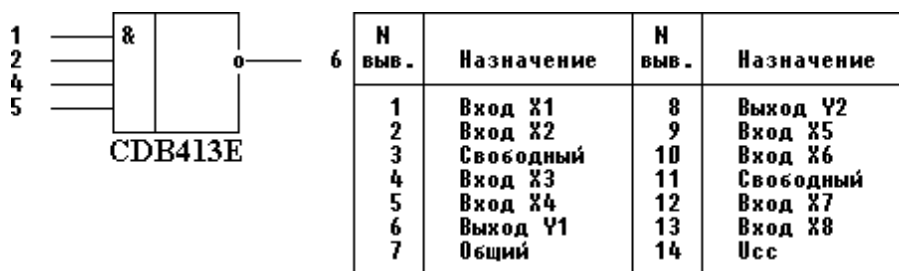 1
&
2
4
5
o
6
CDB413E
N выв. Назначение N выв. Назначение
1 Вход X1 8 Выход Y2
2 Вход X2 9 Вход X5
3 Свободный 10 Вход X6
4 Вход X3 11 Свободный
5 Вход X4 12 Вход X7
6 Выход Y1 13 Вход X8
7 Общий 14 Ucc